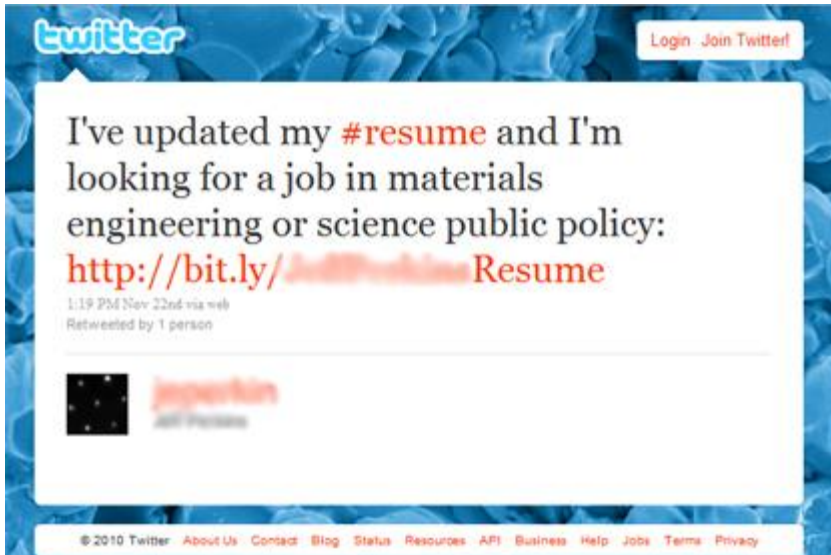 twitter
Login Join Twitter!
I've updated my #resume and I'm
looking for a job in materials
engineering or science public policy:
http://bit.ly/ Resume
1:19 PM Nov 22nd via web
Retweeted by 1 person
© 2010 Twitter About Us Contact Blog Status Resources API Business Help Jobs Terms Privacy